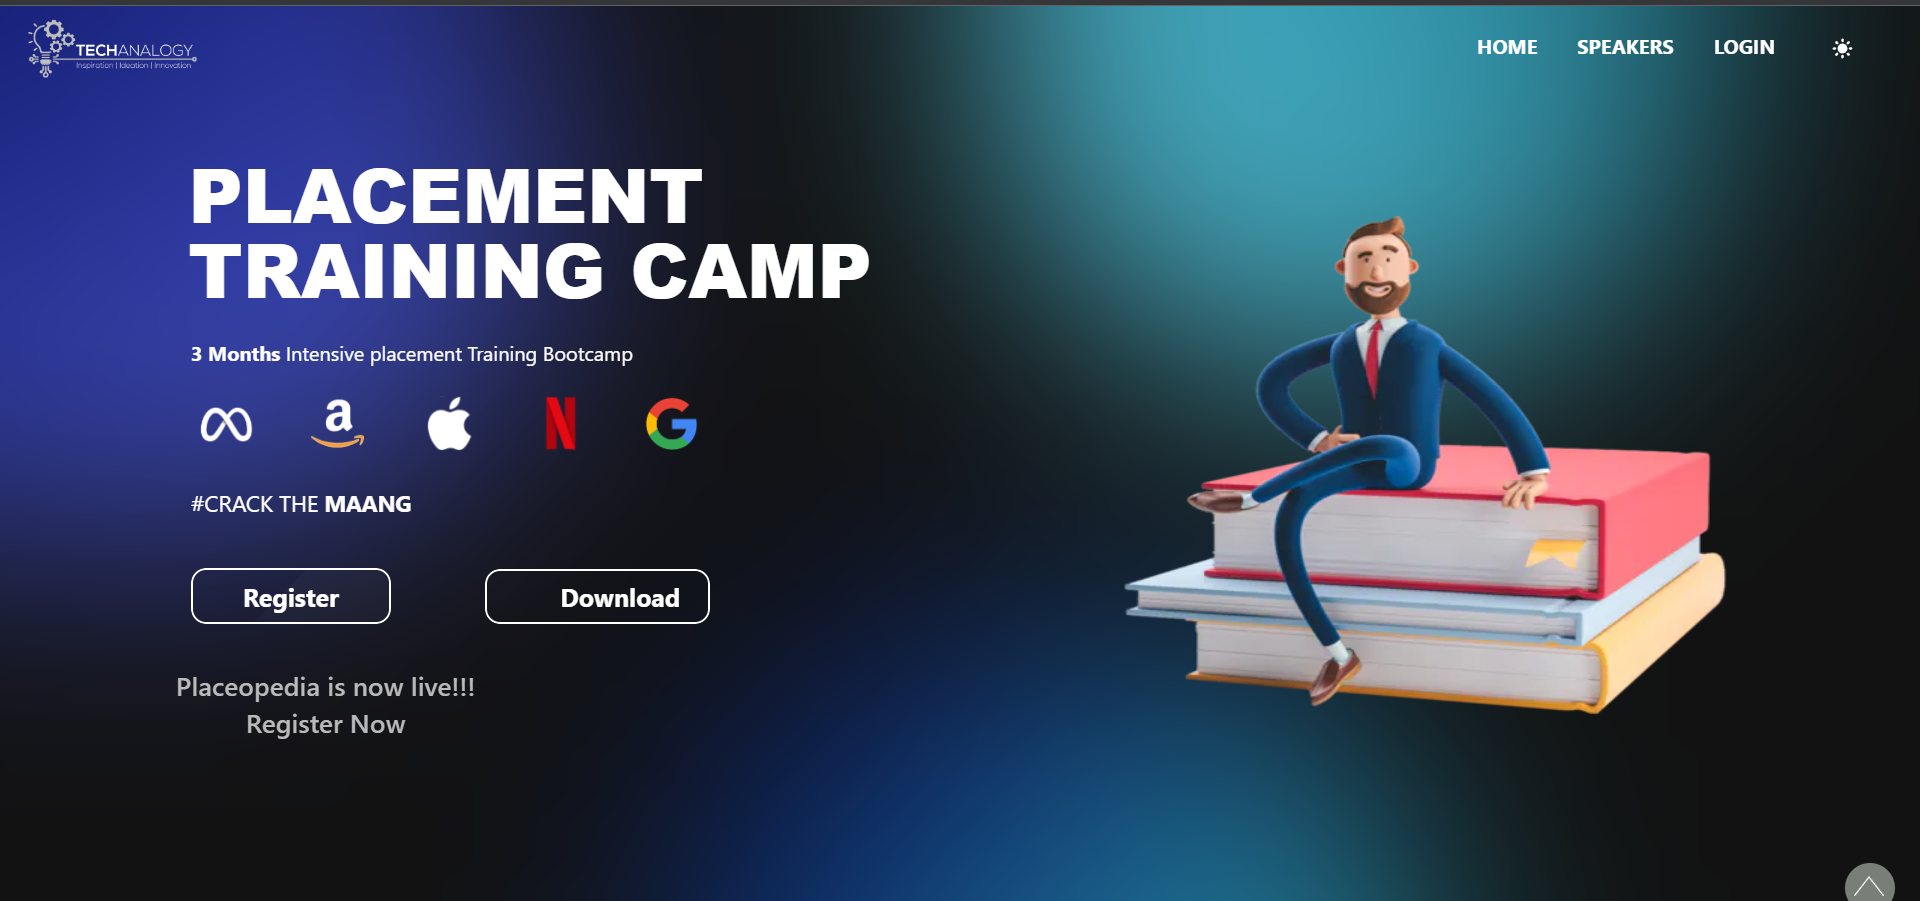 TECHANALOGY
Inspiration | Ideation | Innovation
HOME SPEAKERS LOGIN
PLACEMENT
TRAINING CAMP
3 Months Intensive placement Training Bootcamp
#CRACK THE MAANG
Register Download
Placeopedia is now live!!!
Register Now